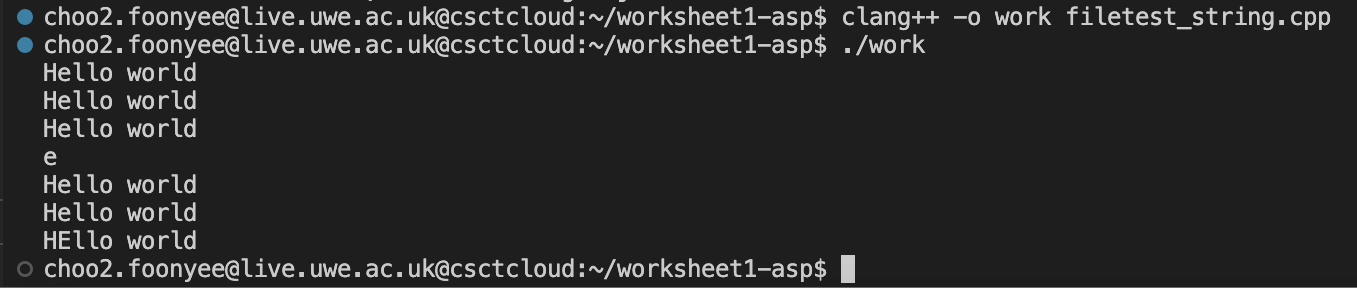 choo2.foonyee@live.uwe.ac.uk@csctcloud:~/worksheet1-asp$ clang++ -o work filetest_string.cpp
choo2.foonyee@live.uwe.ac.uk@csctcloud:~/worksheet1-asp$ ./work
Hello world
Hello world
Hello world
e
Hello world
Hello world
HEllo world
choo2.foonyee@live.uwe.ac.uk@csctcloud:~/worksheet1-asp$